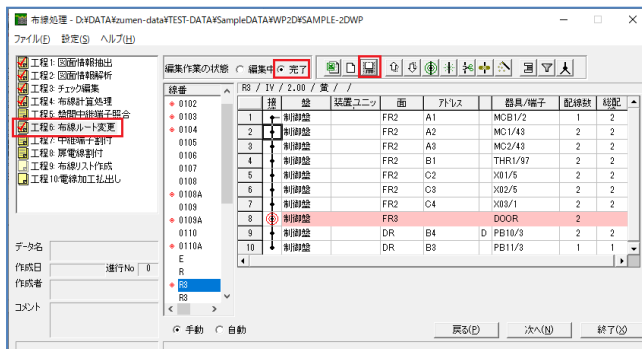 布線処理 - D:¥DATA¥zumen-data¥TEST-DATA¥SampleDATA¥WP2D¥SAMPLE-2DWP
ファイル(F) 設定(S) ヘルプ(H)
工程1: 図面情報抽出
工程2: 図面情報解析
工程3: チェック編集
工程4: 布線計算処理
工程5: 盤間中継端子照合
工程6: 布線ルート変更
工程7: 中継端子割付
工程8: 扉電線割付
工程9: 布線リスト作成
工程10:電線加工払出し
データ名
作成日 進行No 0
作成者
コメント
編集作業の状態 編集中 完了
線番
0102
0103
0104
0105
0106
0107
0108
0108A
0109
0109A
0110
0110A
E
R
R3
R3
手動 自動
R3 / IV / 2.00 / 黄 / /
接続 盤 装置ユニッ 面 アドレス 器具/端子 配線数 総配
1 制御盤 FR2 A1 MCB1/2 1 2
2 制御盤 FR2 A2 MC1/43 2 2
3 制御盤 FR2 A3 MC2/43 2 2
4 制御盤 FR2 B1 THR1/97 2 2
5 制御盤 FR2 C2 X01/5 2 2
6 制御盤 FR2 C3 X02/5 2 2
7 制御盤 FR2 C4 X03/1 2 2
8 制御盤 FR3 DOOR 2
9 制御盤 DR B4 D PB10/3 2 2
10 制御盤 DR B3 PB11/3 1 1
戻る(P) 次へ(N) 終了(X)